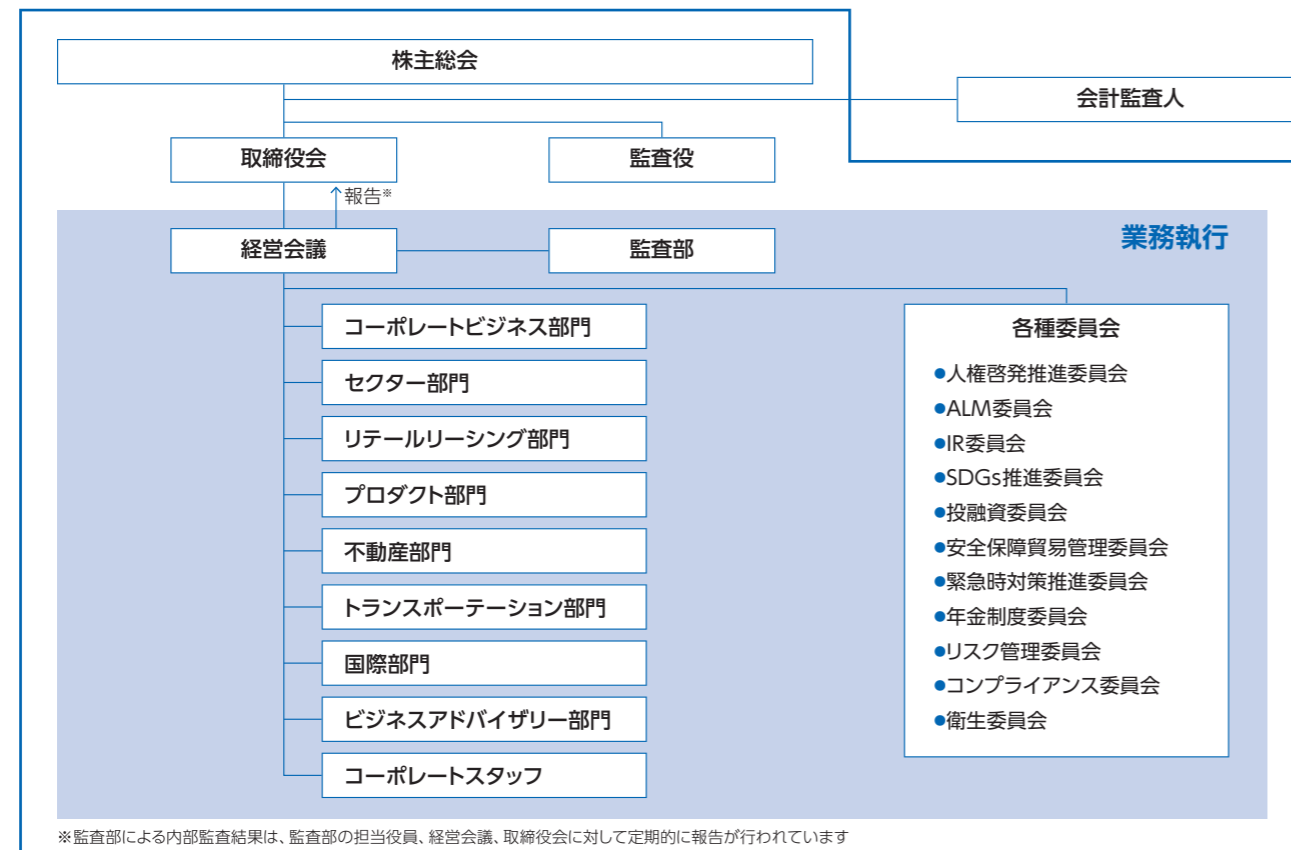 株主総会
会計監査人
取締役会
監査役
↑報告※
業務執行
経営会議
監査部
コーポレートビジネス部門
セクター部門
リテールリーシング部門
プロダクト部門
不動産部門
トランスポーテーション部門
国際部門
ビジネスアドバイザリー部門
コーポレートスタッフ
各種委員会
●人権啓発推進委員会
●ALM委員会
●IR委員会
●SDGs推進委員会
●投融資委員会
●安全保障貿易管理委員会
●緊急時対策推進委員会
●年金制度委員会
●リスク管理委員会
●コンプライアンス委員会
●衛生委員会
※監査部による内部監査結果は、監査部の担当役員、経営会議、取締役会に対して定期的に報告が行われています